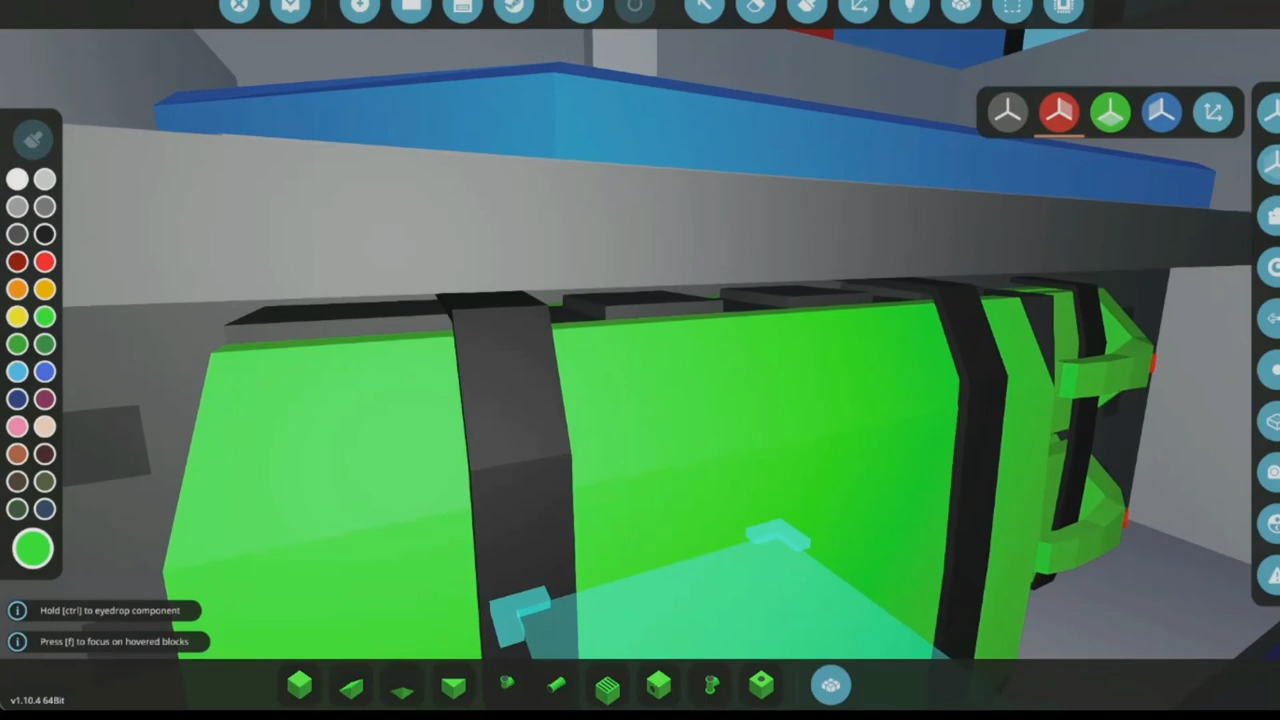 Hold [ctrl] to eyedrop component
Press [f] to focus on hovered blocks
v1.10.4 64Bit